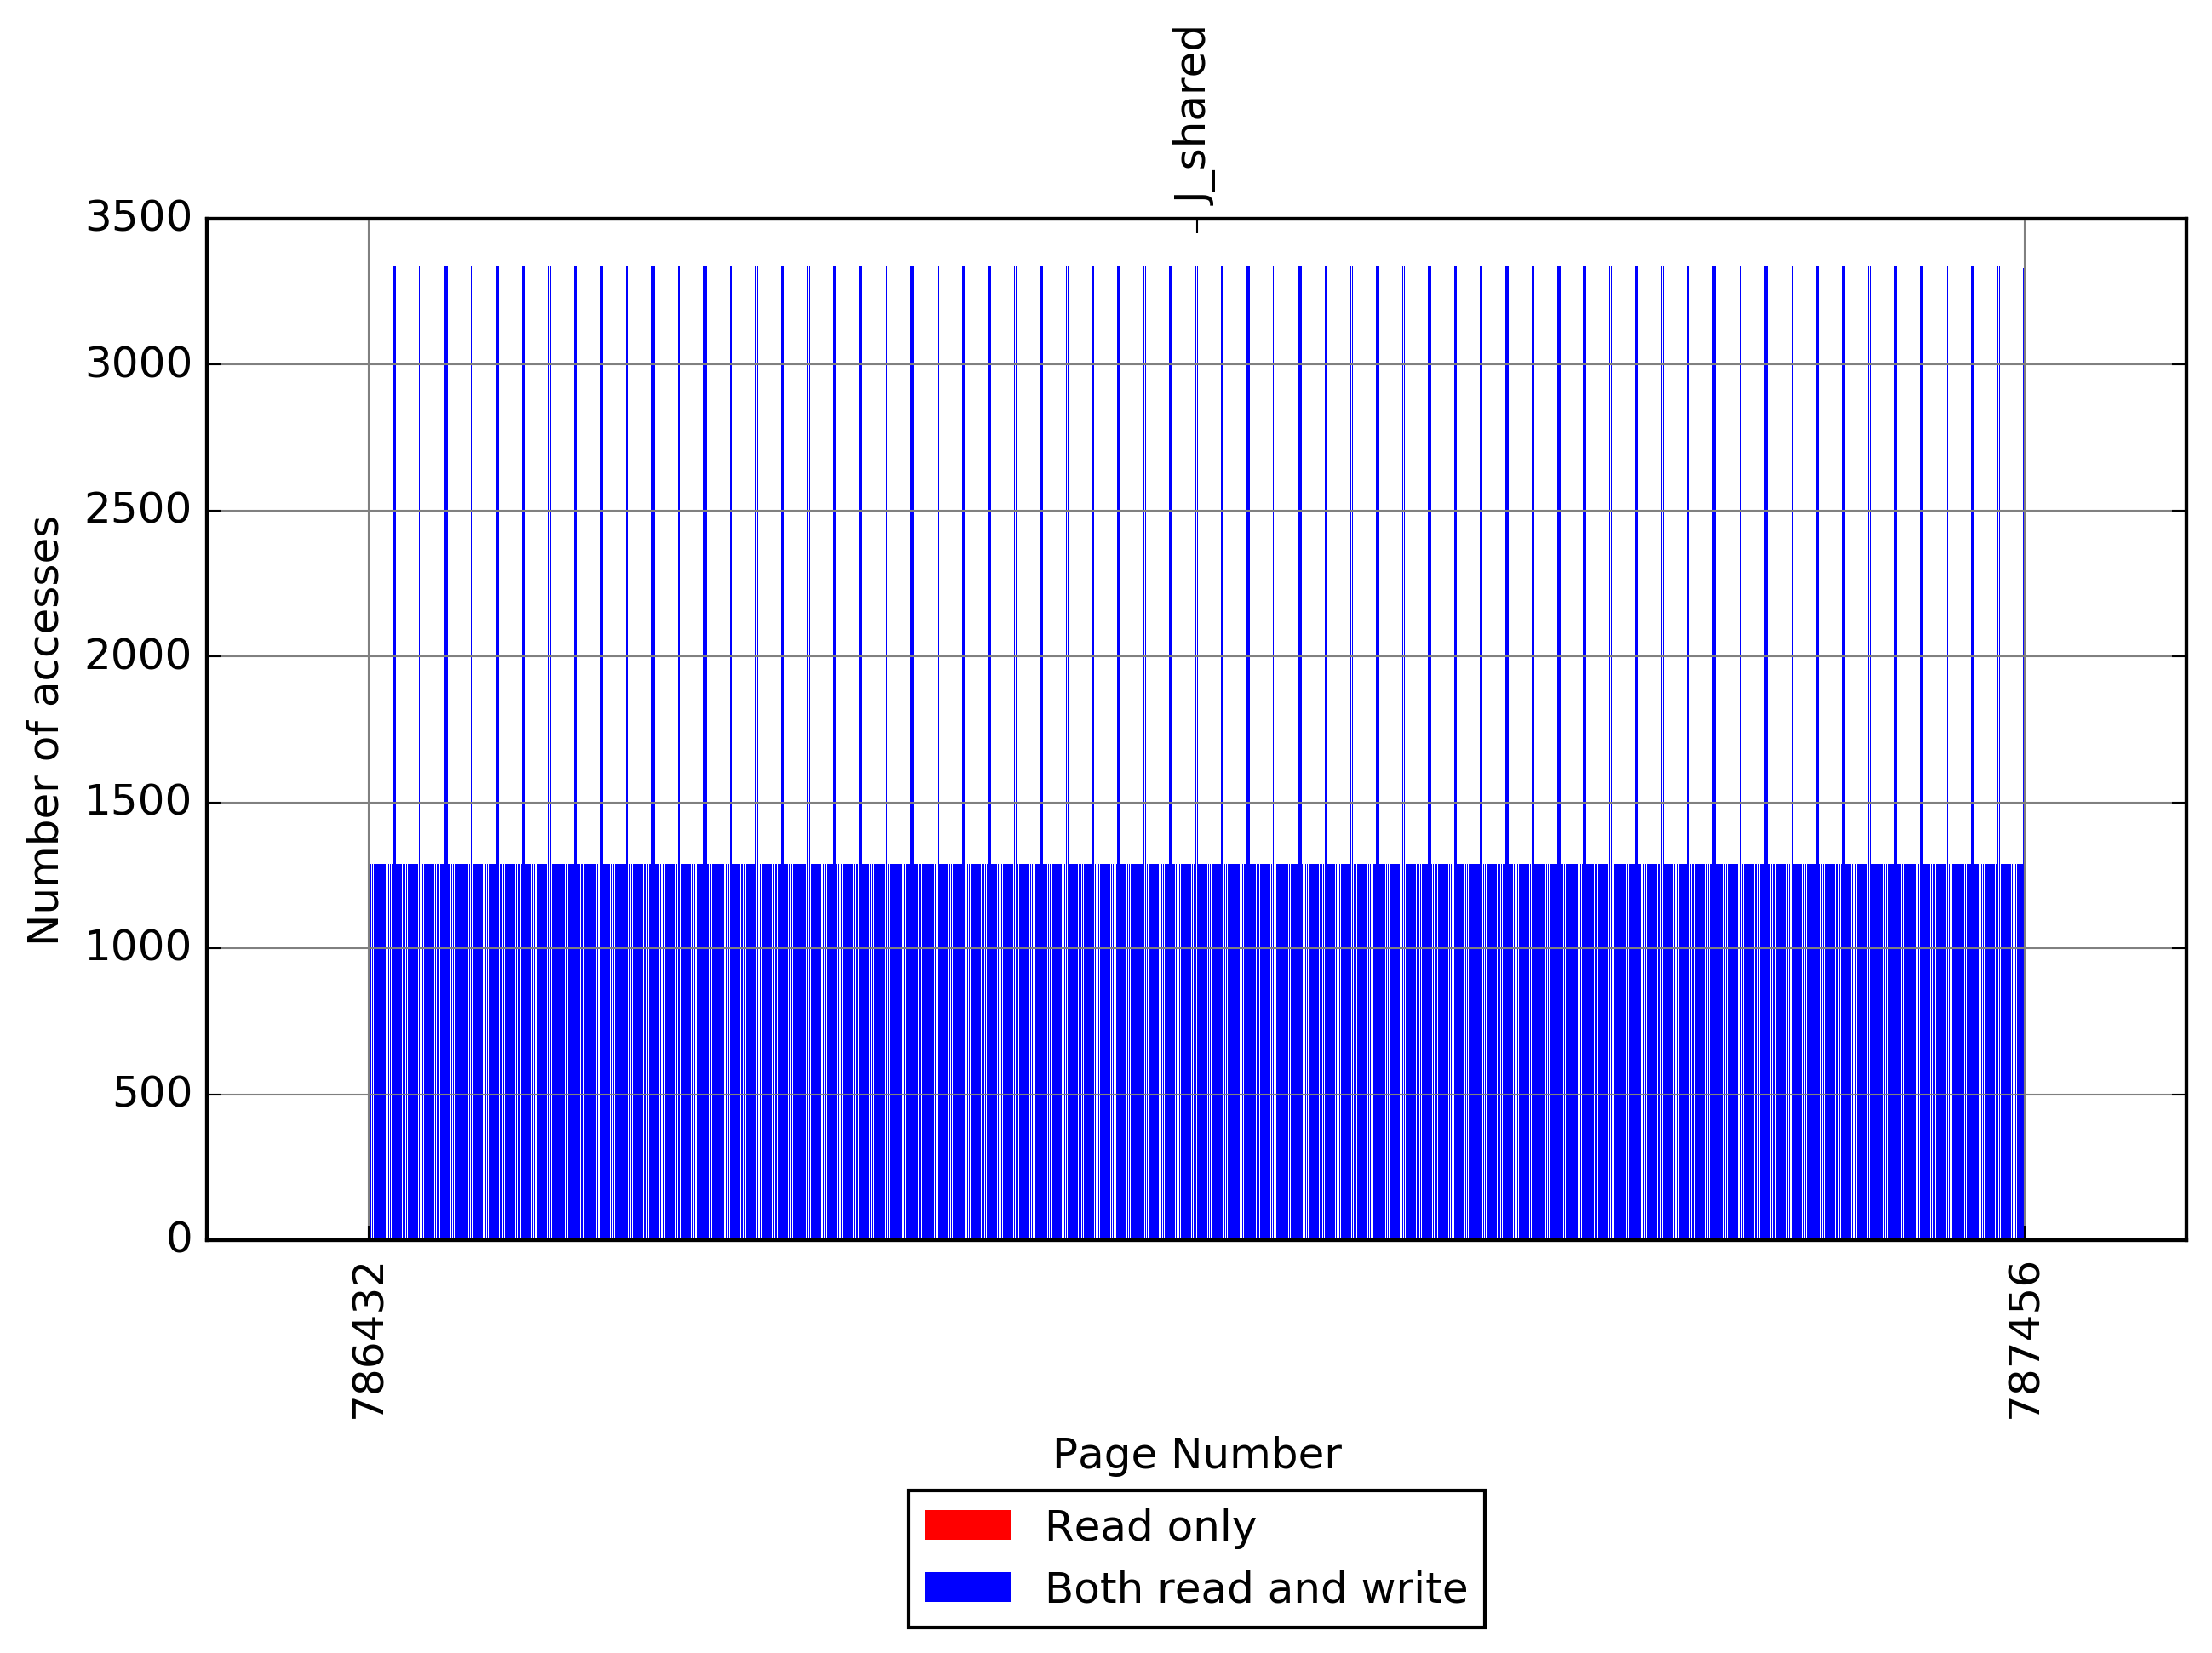 J_shared
3500
3000
2500
2000
1500
1000
500
0
Number of accesses
786432
787456
Page Number
Read only
Both read and write